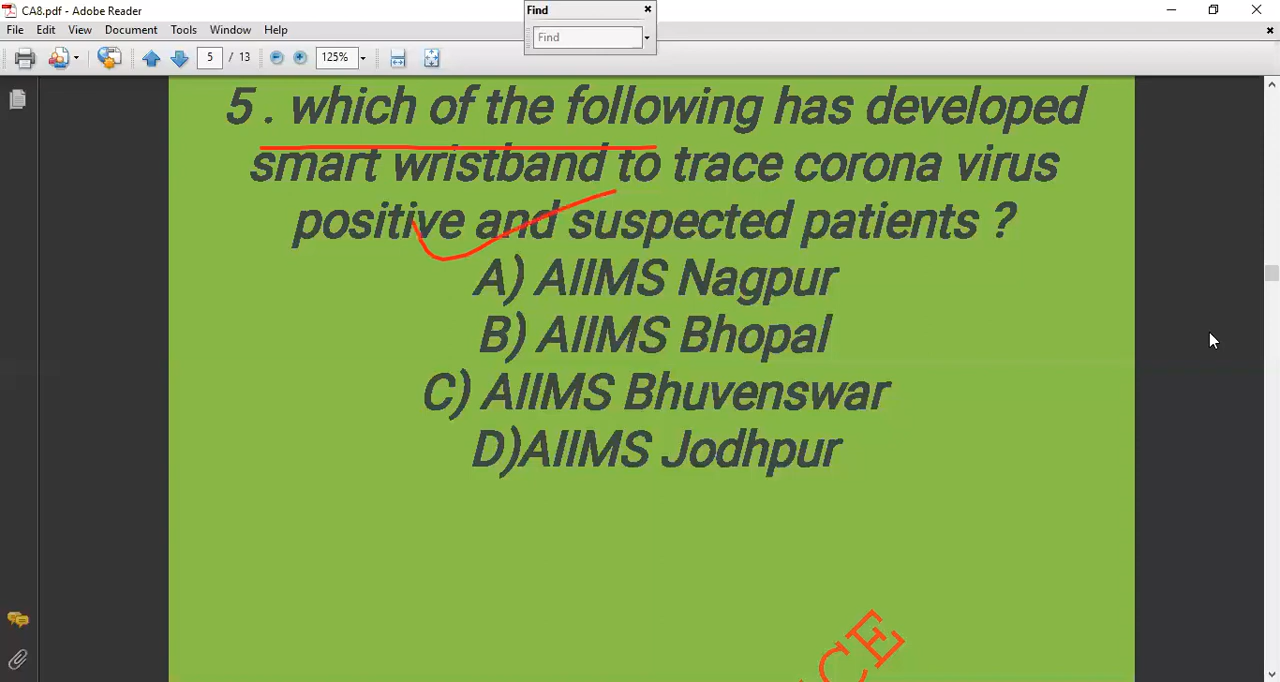 CA8.pdf - Adobe Reader
Find
File Edit View Document Tools Window Help
Find
5 / 13 125%
5 . which of the following has developed
smart wristband to trace corona virus
positive and suspected patients ?
A) AIIMS Nagpur
B) AIIMS Bhopal
C) AIIMS Bhuvenswar
D)AIIMS Jodhpur
CE